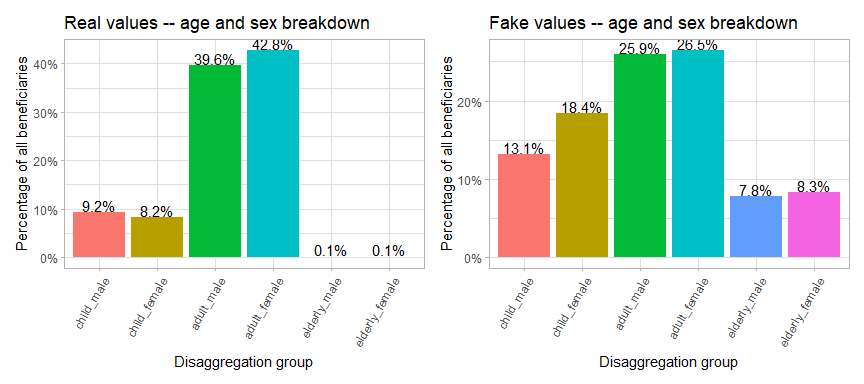 Real values -- age and sex breakdown
Percentage of all beneficiaries
40%
30%
20%
10%
0%
9.2%
8.2%
39.6%
42.8%
0.1%
0.1%
child_male
child_female
adult_male
adult_female
elderly_male
elderly_female
Disaggregation group
Fake values -- age and sex breakdown
Percentage of all beneficiaries
20%
10%
0%
13.1%
18.4%
25.9%
26.5%
7.8%
8.3%
child_male
child_female
adult_male
adult_female
elderly_male
elderly_female
Disaggregation group